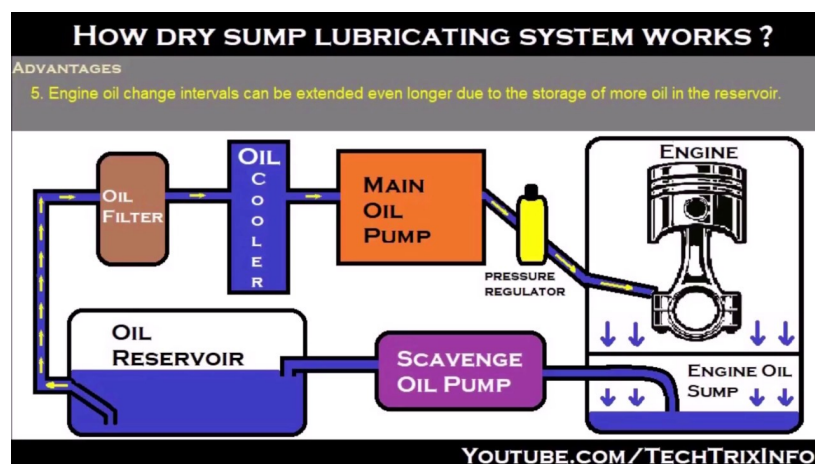 HOW DRY SUMP LUBRICATING SYSTEM WORKS ?
ADVANTAGES
5. Engine oil change intervals can be extended even longer due to the storage of more oil in the reservoir.
OIL
FILTER
OIL
COOLER
MAIN
OIL
PUMP
PRESSURE
REGULATOR
ENGINE
OIL
RESERVOIR
SCAVENGE
OIL PUMP
ENGINE OIL
SUMP
YOUTUBE.COM/TECHTRIXINFO